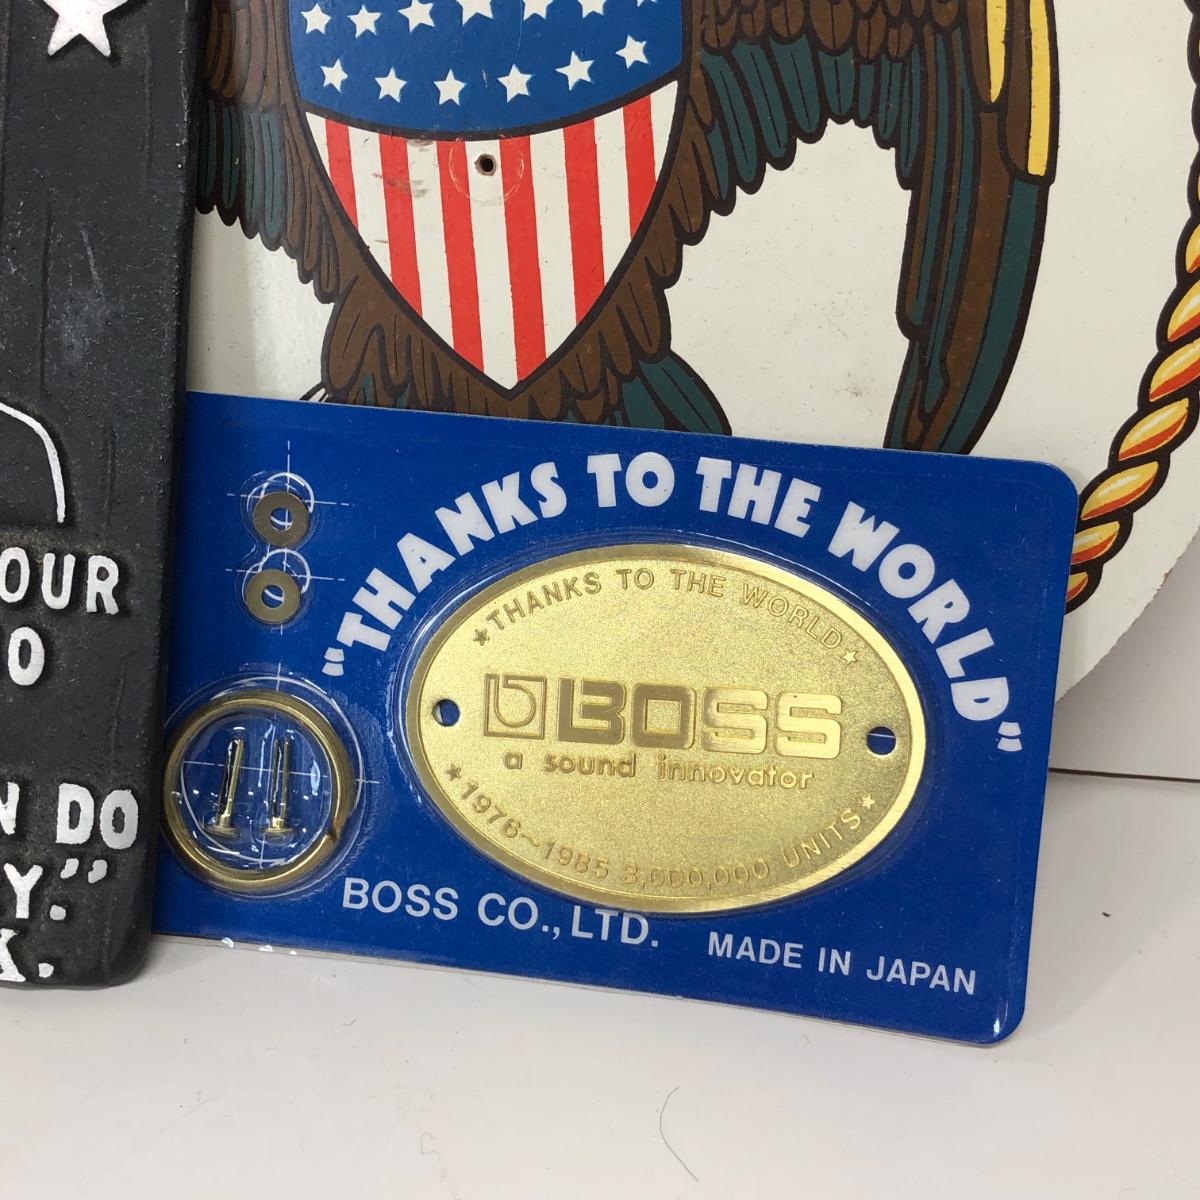 OUR
O
N DO
Y."
K.
"THANKS TO THE WORLD"
★THANKS TO THE WORLD★
BOSS
a sound innovator
★1976~1985 3,000,000 UNITS★
BOSS CO., LTD.
MADE IN JAPAN